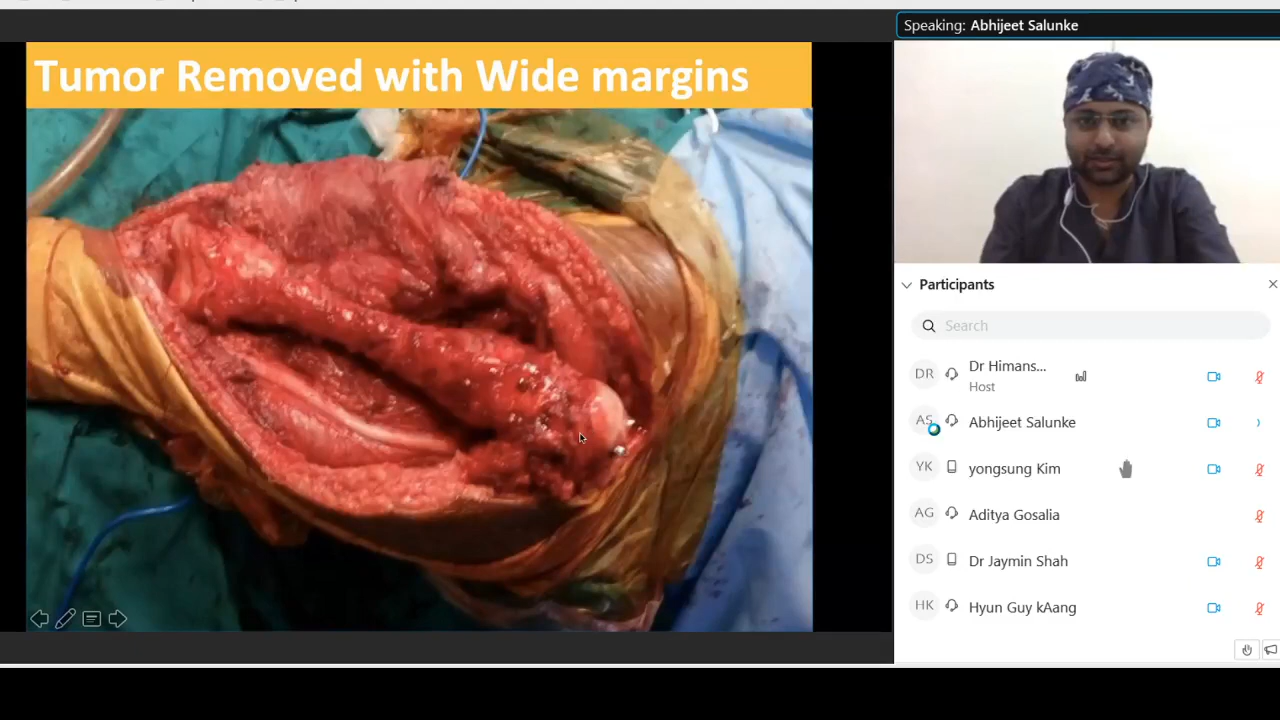 Speaking: Abhijeet Salunke
Tumor Removed with Wide margins
Participants
Search
DR
Dr Himans...
Host
AS
Abhijeet Salunke
YK
yongsung Kim
AG
Aditya Gosalia
DS
Dr Jaymin Shah
HK
Hyun Guy kAang